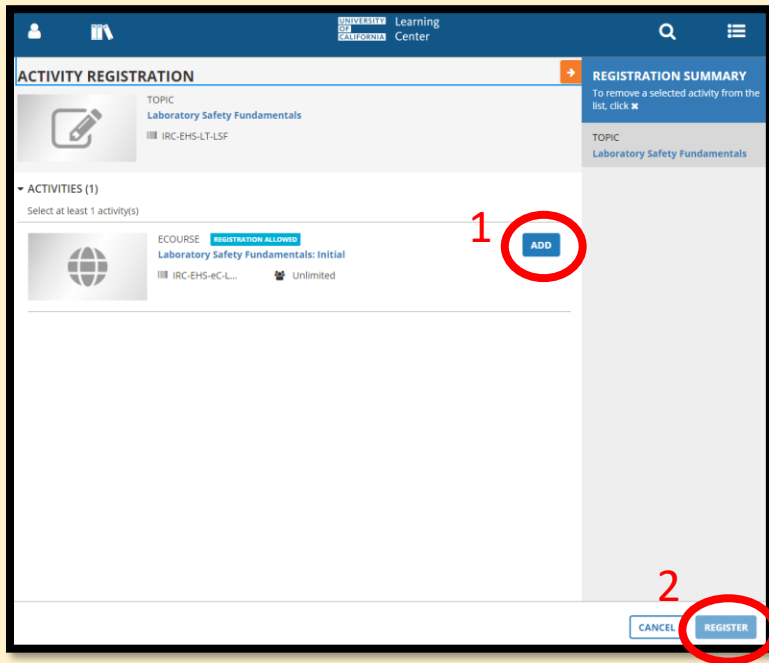 UNIVERSITY
OF
CALIFORNIA
Learning
Center
ACTIVITY REGISTRATION
TOPIC
Laboratory Safety Fundamentals
IRC-EHS-LT-LSF
ACTIVITIES (1)
Select at least 1 activity(s)
ECOURSE REGISTRATION ALLOWED
Laboratory Safety Fundamentals: Initial
IRC-EHS-eC-L... Unlimited
1
ADD
REGISTRATION SUMMARY
To remove a selected activity from the
list, click ✖
TOPIC
Laboratory Safety Fundamentals
2
CANCEL REGISTER